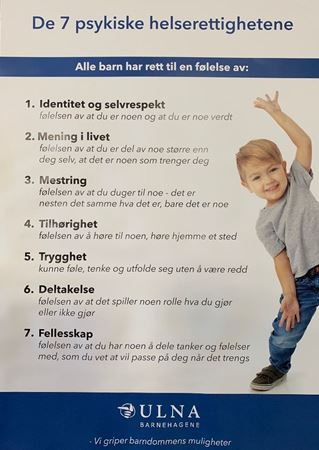 De 7 psykiske helserettighetene
Alle barn har rett til en følelse av:
1. Identitet og selvrespekt
følelsen av at du er noen og at du er noe verdt
2. Mening i livet
følelsen av at du er del av noe større enn
deg selv, at det er noen som trenger deg
3. Mestring
følelsen av at du duger til noe - det er
nesten det samme hva det er, bare det er noe
4. Tilhørighet
følelsen av å høre til noen, høre hjemme et sted
5. Trygghet
kunne føle, tenke og utfolde seg uten å være redd
6. Deltakelse
følelsen av at det spiller noen rolle hva du gjør
eller ikke gjør
7. Fellesskap
følelsen av at du har noen å dele tanker og følelser
med, som du vet at vil passe på deg når det trengs
ULNA
BARNEHAGENE
- Vi griper barndommens muligheter